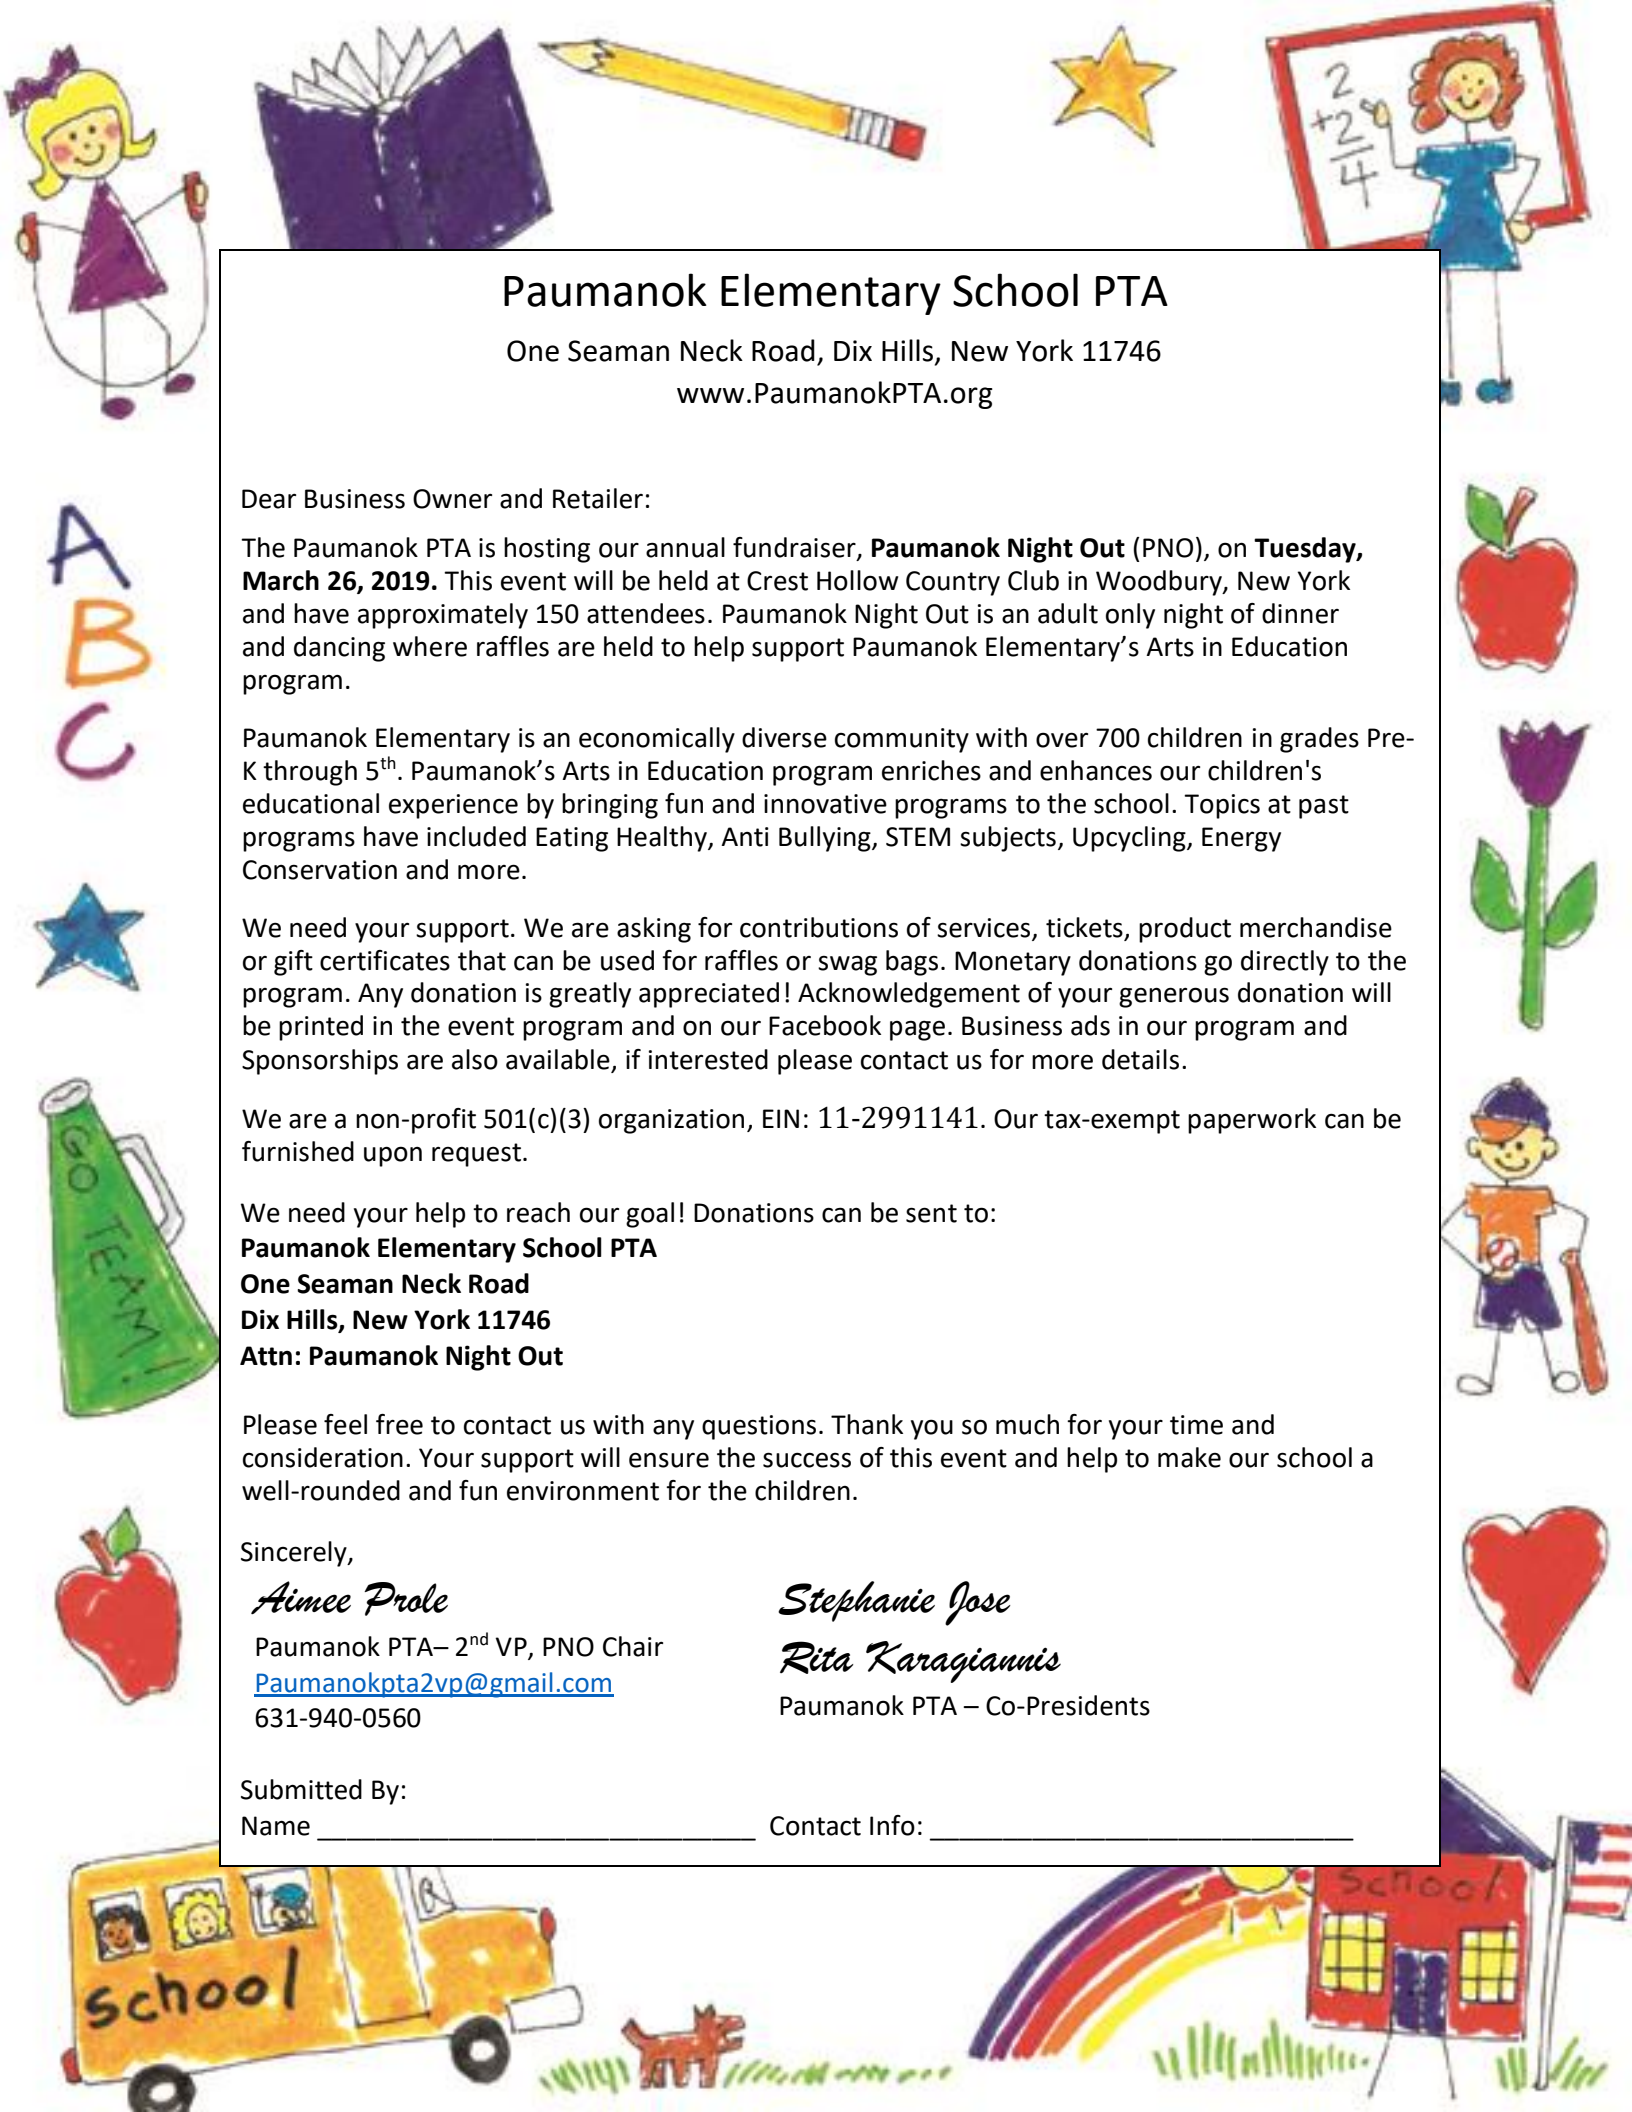 2
+2
4
Paumanok Elementary School PTA
One Seaman Neck Road, Dix Hills, New York 11746
www.PaumanokPTA.org
Dear Business Owner and Retailer:
The Paumanok PTA is hosting our annual fundraiser, Paumanok Night Out (PNO), on Tuesday,
March 26, 2019. This event will be held at Crest Hollow Country Club in Woodbury, New York
and have approximately 150 attendees. Paumanok Night Out is an adult only night of dinner
and dancing where raffles are held to help support Paumanok Elementary’s Arts in Education
program.
Paumanok Elementary is an economically diverse community with over 700 children in grades Pre-
K through 5th. Paumanok’s Arts in Education program enriches and enhances our children's
educational experience by bringing fun and innovative programs to the school. Topics at past
programs have included Eating Healthy, Anti Bullying, STEM subjects, Upcycling, Energy
Conservation and more.
We need your support. We are asking for contributions of services, tickets, product merchandise
or gift certificates that can be used for raffles or swag bags. Monetary donations go directly to the
program. Any donation is greatly appreciated! Acknowledgement of your generous donation will
be printed in the event program and on our Facebook page. Business ads in our program and
Sponsorships are also available, if interested please contact us for more details.
We are a non-profit 501(c)(3) organization, EIN: 11-2991141. Our tax-exempt paperwork can be
furnished upon request.
We need your help to reach our goal! Donations can be sent to:
Paumanok Elementary School PTA
One Seaman Neck Road
Dix Hills, New York 11746
Attn: Paumanok Night Out
Please feel free to contact us with any questions. Thank you so much for your time and
consideration. Your support will ensure the success of this event and help to make our school a
well-rounded and fun environment for the children.
Sincerely,
Aimee Prole
Paumanok PTA– 2nd VP, PNO Chair
Paumanokpta2vp@gmail.com
631-940-0560
Stephanie Jose
Rita Karagiannis
Paumanok PTA – Co-Presidents
Submitted By:
Name ______________________________ Contact Info: _____________________________
A
B
C
GO TEAM!
School
School